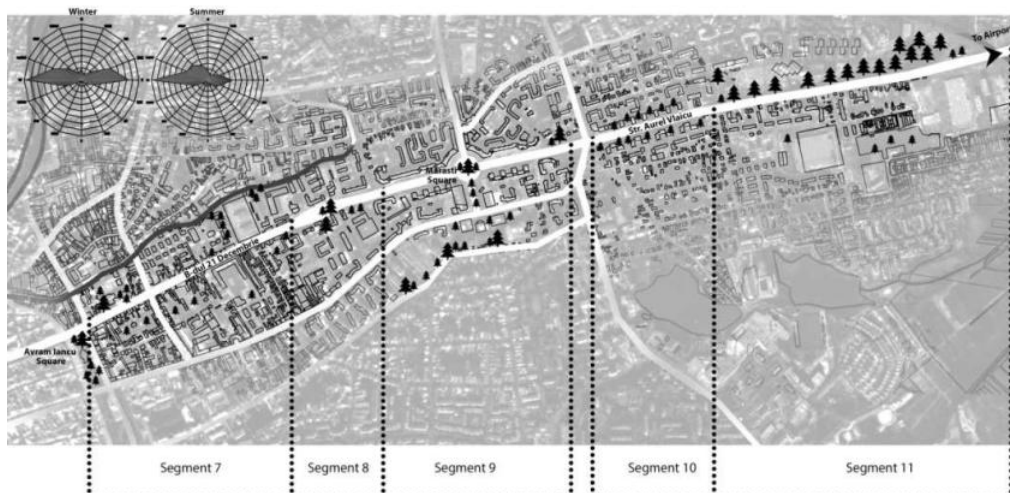 Winter
Summer
To Airport
Str. Aurel Vlaicu
Marasti
Square
B-dul 21 Decembrie
Avram Iancu
Square
Segment 7
Segment 8
Segment 9
Segment 10
Segment 11